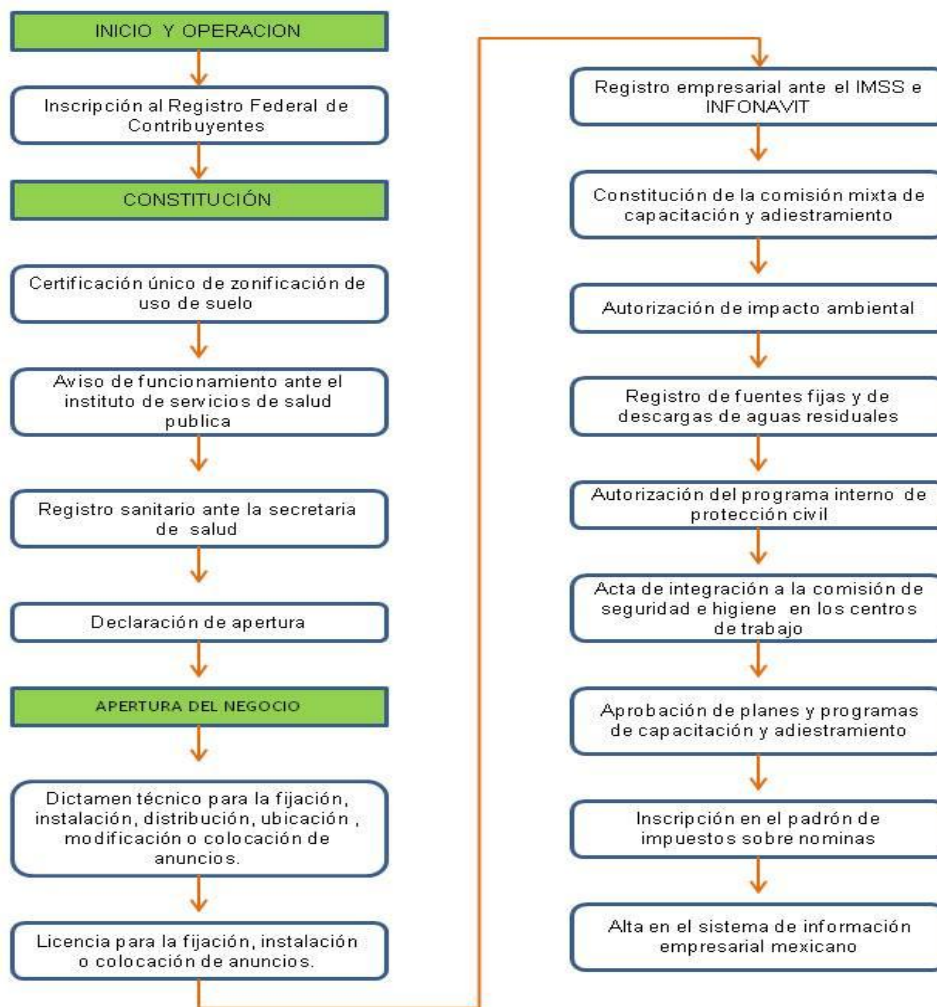 INICIO Y OPERACION
Inscripción al Registro Federal de
Contribuyentes
CONSTITUCIÓN
Certificación único de zonificación de
uso de suelo
Aviso de funcionamiento ante el
instituto de servicios de salud
publica
Registro sanitario ante la secretaria
de salud
Declaración de apertura
APERTURA DEL NEGOCIO
Dictamen técnico para la fijación,
instalación, distribución, ubicación ,
modificación o colocación de
anuncios.
Licencia para la fijación, instalación
o colocación de anuncios.
Registro empresarial ante el IMSS e
INFONAVIT
Constitución de la comisión mixta de
capacitación y adiestramiento
Autorización de impacto ambiental
Registro de fuentes fijas y de
descargas de aguas residuales
Autorización del programa interno de
protección civil
Acta de integración a la comisión de
seguridad e higiene en los centros
de trabajo
Aprobación de planes y programas
de capacitación y adiestramiento
Inscripción en el padrón de
impuestos sobre nominas
Alta en el sistema de información
empresarial mexicano